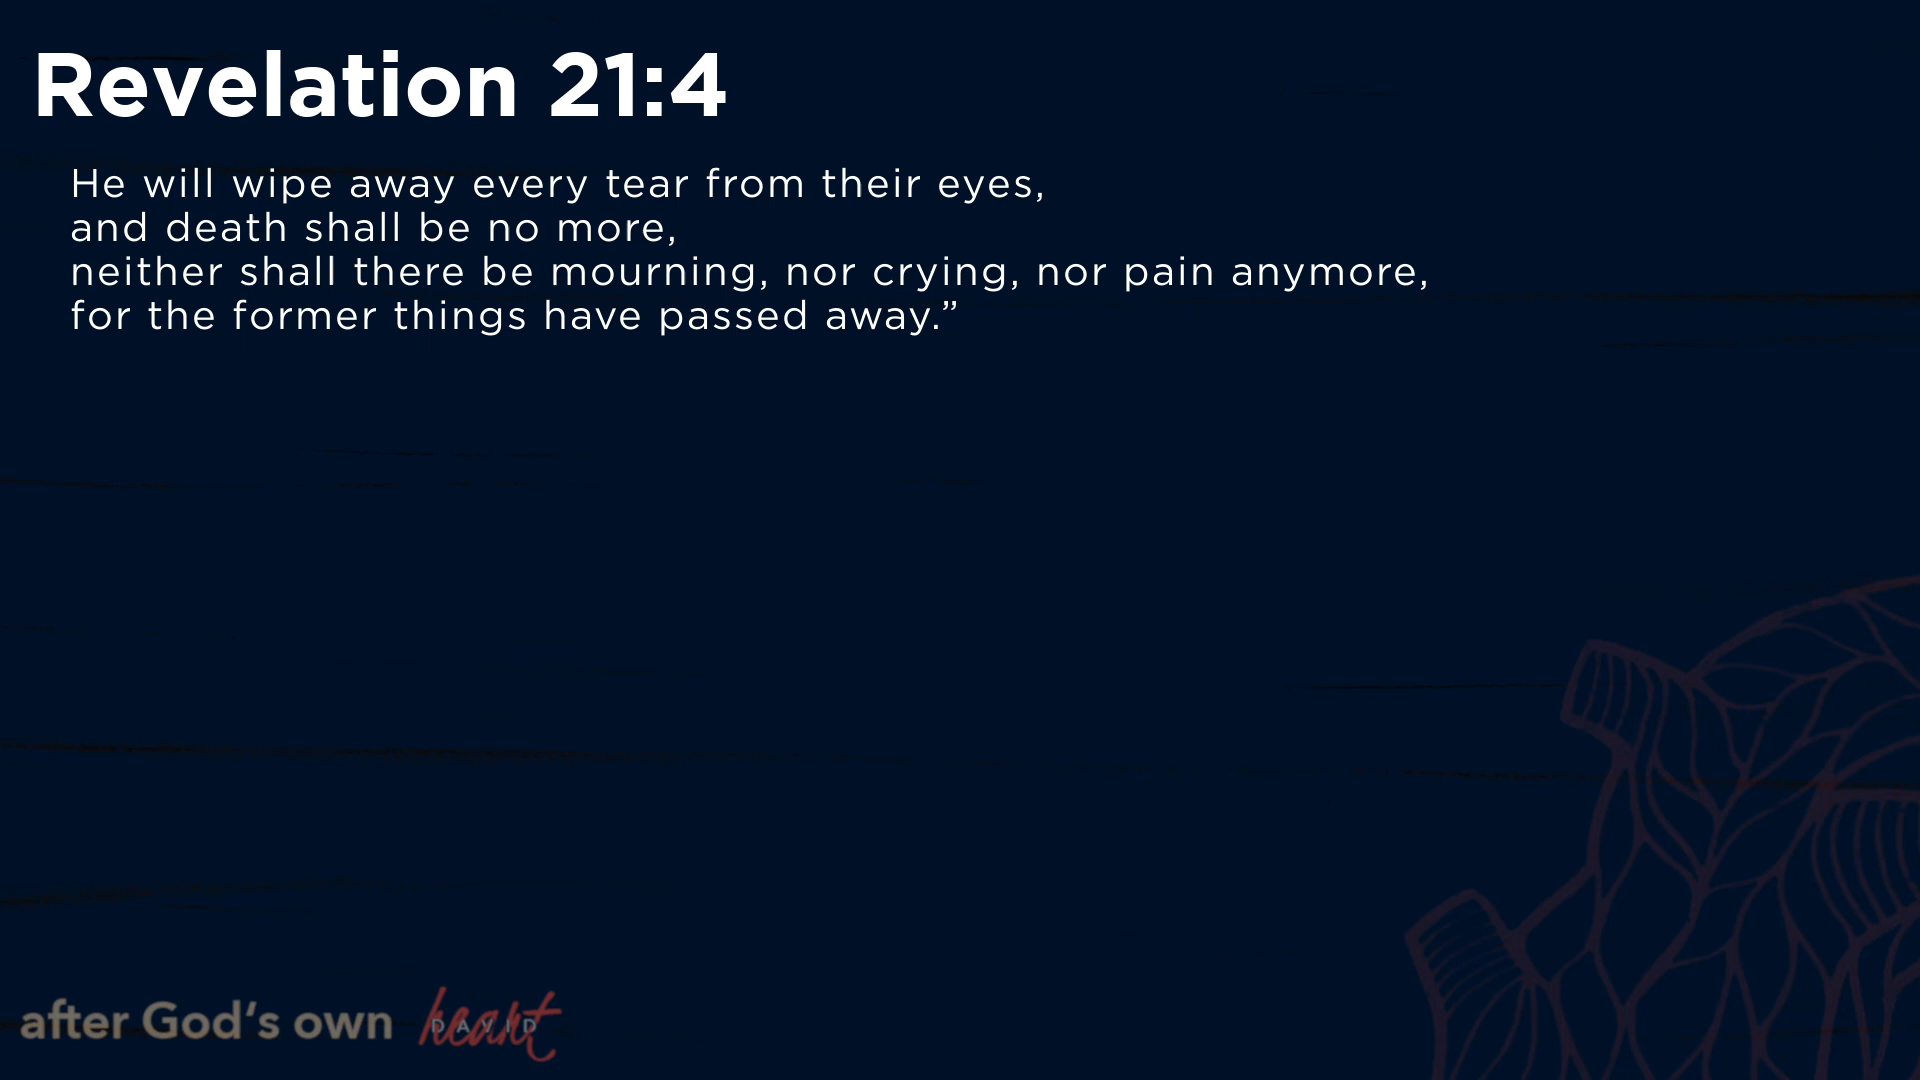 Revelation 21:4
He will wipe away every tear from their eyes,
and death shall be no more,
neither shall there be mourning, nor crying, nor pain anymore,
for the former things have passed away.”
after God‘s own heart
DAVID